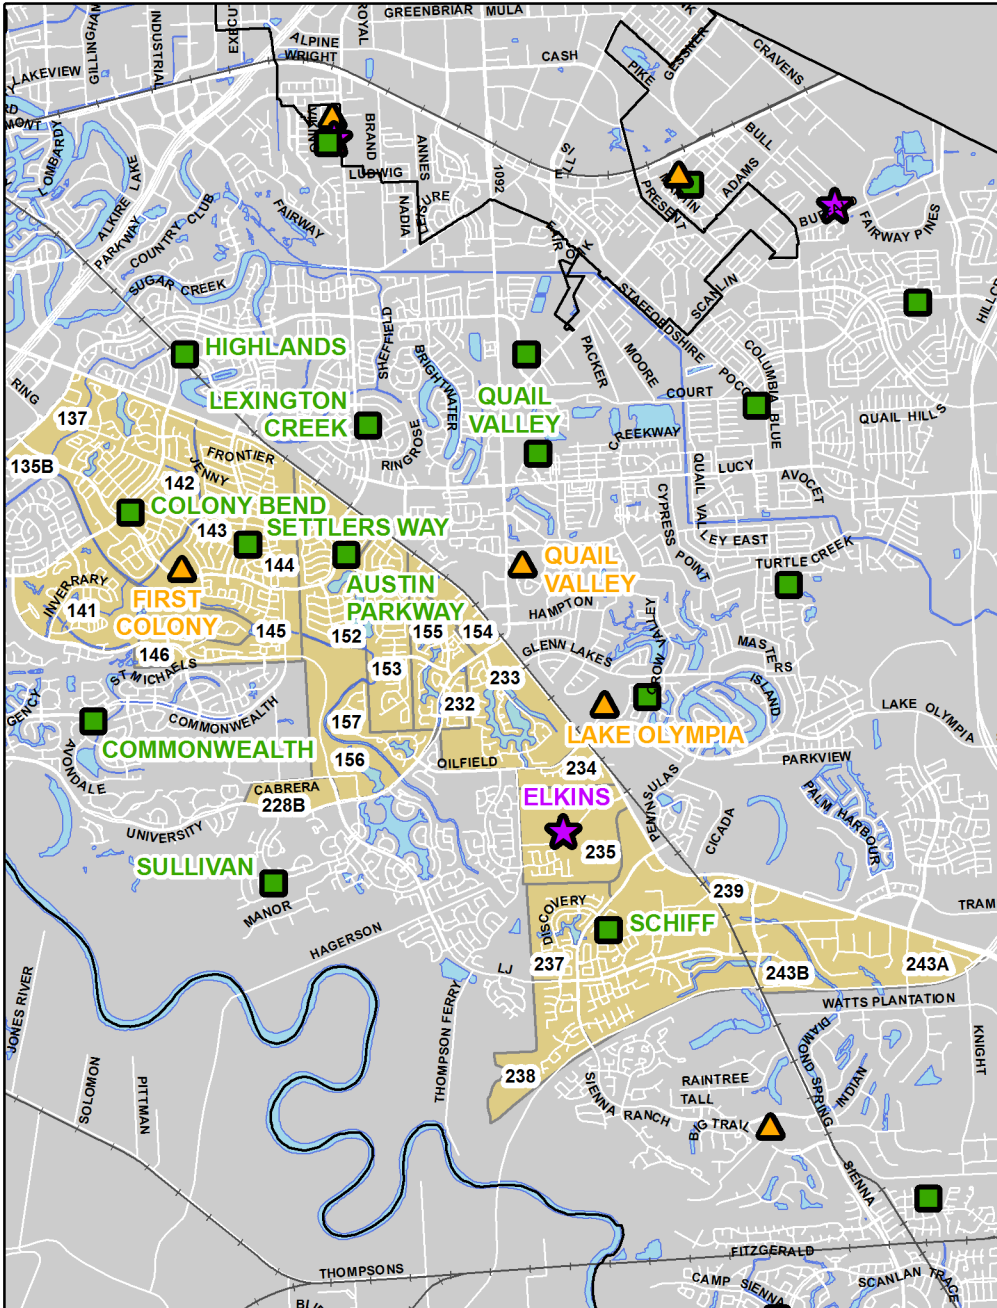 GREENBRIAR MULA
GILLINGHAM
INDUSTRIAL
ROYAL
ALPINE
WRIGHT
CASH
PIKE
GESSNER
CRAVENS
LAKEVIEW
LOMBARDY
BRAND
ANNES
LUDWIG
1092
BULL
ADAMS
PRESENT
FAIRWAY PINES
ALKIRE LAKE
PARKWAY
COUNTRY CLUB
FAIRWAY
NADIA
SUGAR CREEK
STAFFORDSHIRE
SCANLIN
HIGHLANDS
SHEFFIELD
BRIGHTWATER
PACKER
MOORE
COURT
COLUMBIA BLUE
RING
LEXINGTON
CREEK
QUAIL
VALLEY
QUAIL HILLS
137
RINGROSE
CREEKWAY
135B
FRONTIER
JENNY
142
LUCY
AVOCET
QUAIL VALLEY EAST
CYPRESS
POINT
COLONY BEND
SETTLERS WAY
143
144
TURTLE CREEK
QUAIL
VALLEY
AUSTIN
PARKWAY
FIRST
COLONY
INVERRARY
141
HAMPTON
145
152
155
154
146
153
GLENN LAKES
CROW VALLEY
MASTERS
ST MICHAELS
233
ISLAND
232
COMMONWEALTH
157
LAKE OLYMPIA
LAKE OLYMPIA
COMMONWEALTH
156
OILFIELD
234
PARKVIEW
AVONDALE
CABRERA
228B
ELKINS
PENINSULAS
CICADA
PALM HARBOUR
UNIVERSITY
235
SULLIVAN
239
MANOR
DISCOVERY
SCHIFF
TRAM
HAGERSON
LJ
237
243B
243A
JONES RIVER
THOMPSON FERRY
WATTS PLANTATION
KNIGHT
DIAMOND SPRING
SOLOMON
PITTMAN
238
SIENNA RANCH
RAINTREE
TALL
BIG TRAIL
INDIAN
SIENNA
FITZGERALD
THOMPSONS
CAMP SIENNA
SCANLAN TRACE